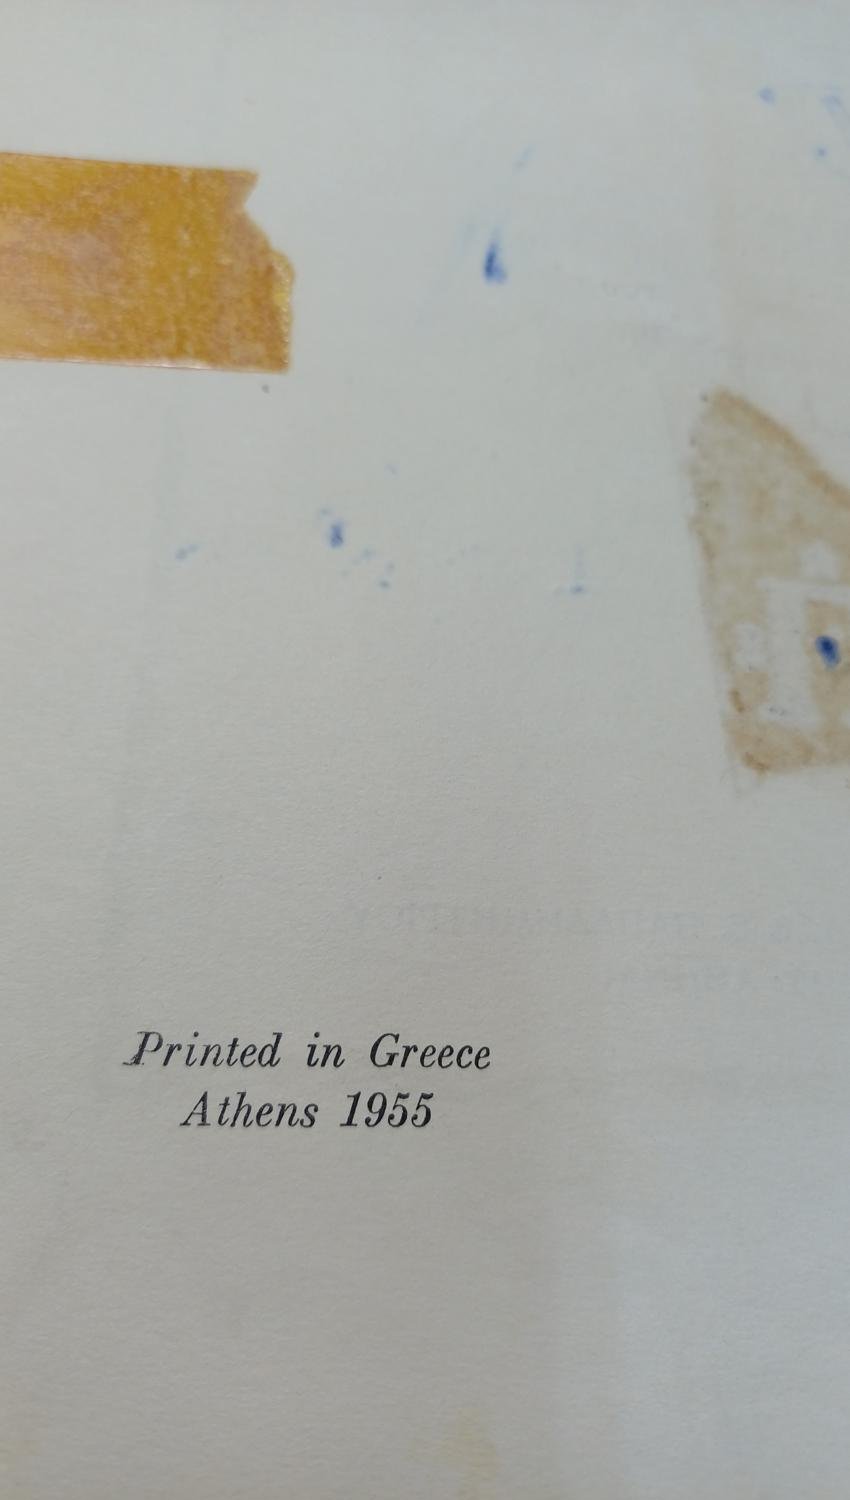 Printed in Greece
Athens 1955